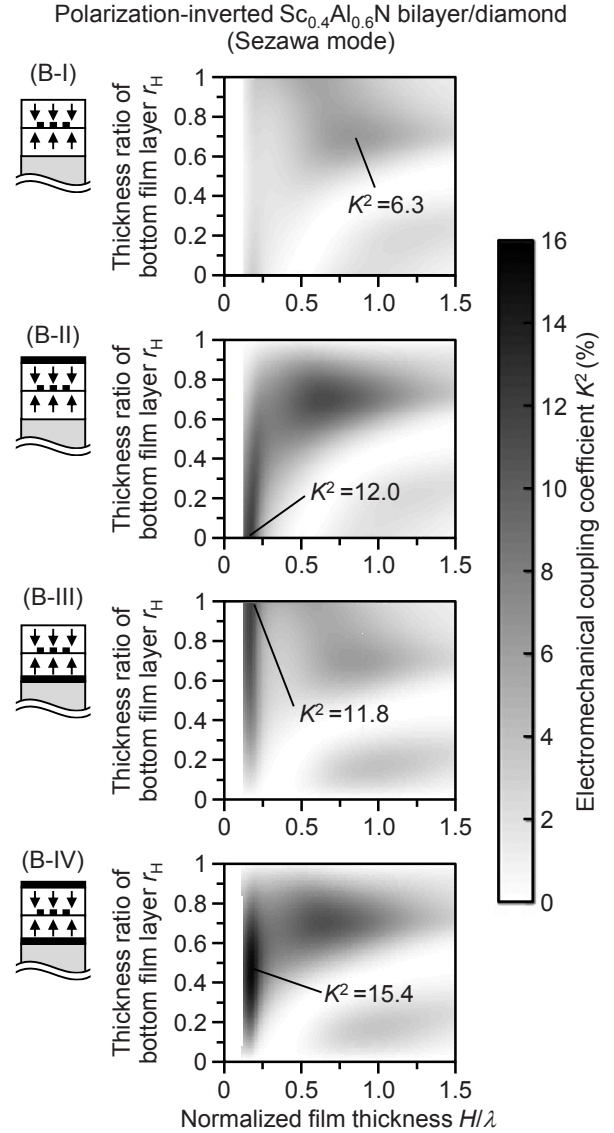 Polarization-inverted Sc0.4Al0.6N bilayer/diamond
(Sezawa mode)
(B-I)
Thickness ratio of
bottom film layer rH
1
0.8
0.6
0.4
0.2
0
K²=6.3
0
0.5
1.0
1.5
(B-II)
Thickness ratio of
bottom film layer rH
1
0.8
0.6
0.4
0.2
0
K²=12.0
0
0.5
1.0
1.5
(B-III)
Thickness ratio of
bottom film layer rH
1
0.8
0.6
0.4
0.2
0
K²=11.8
0
0.5
1.0
1.5
(B-IV)
Thickness ratio of
bottom film layer rH
1
0.8
0.6
0.4
0.2
0
K²=15.4
0
0.5
1.0
1.5
Normalized film thickness H/λ
16
14
12
10
8
6
4
2
0
Electromechanical coupling coefficient K² (%)